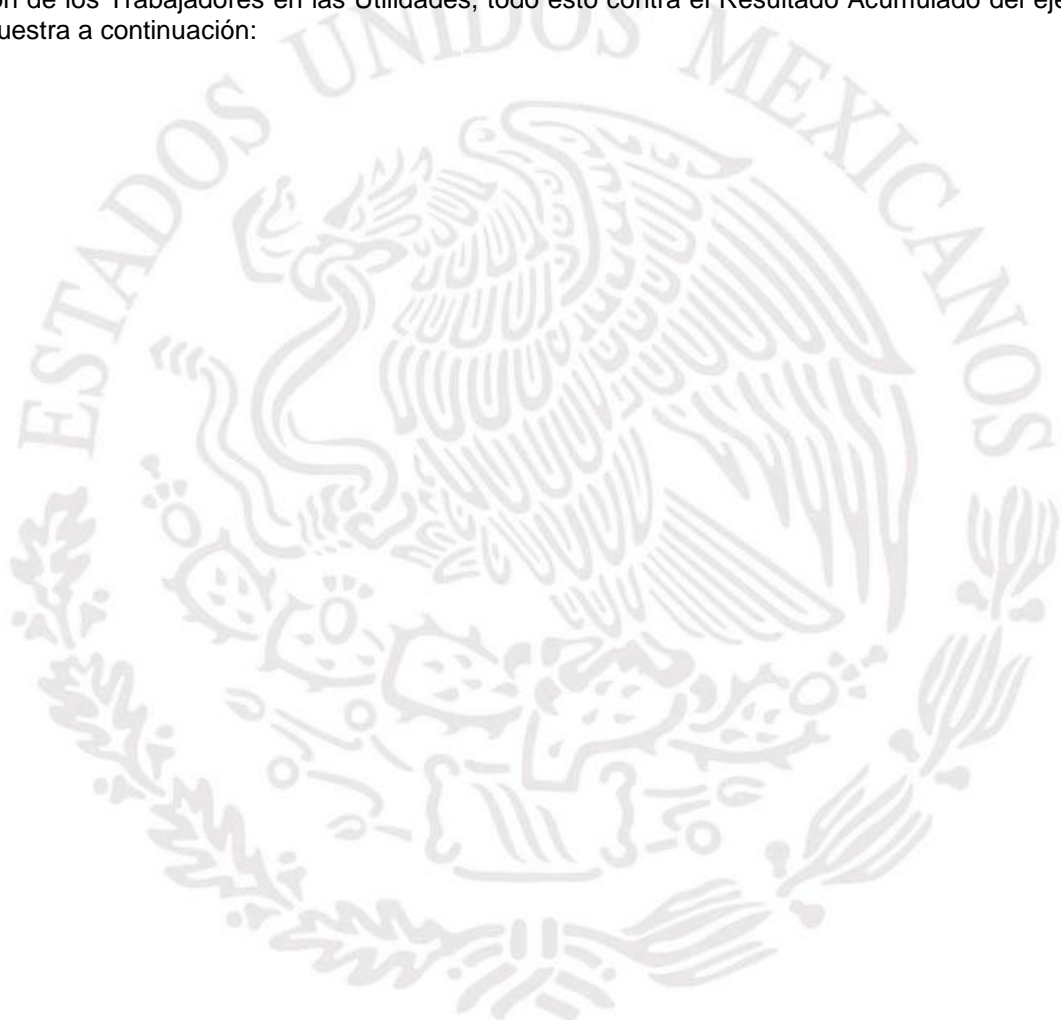 ón de los Trabajadores en las Utilidades, todo esto contra el Resultado Acumulado del eje
uestra a continuación:
ESTADOS UNIDOS MEXICANOS